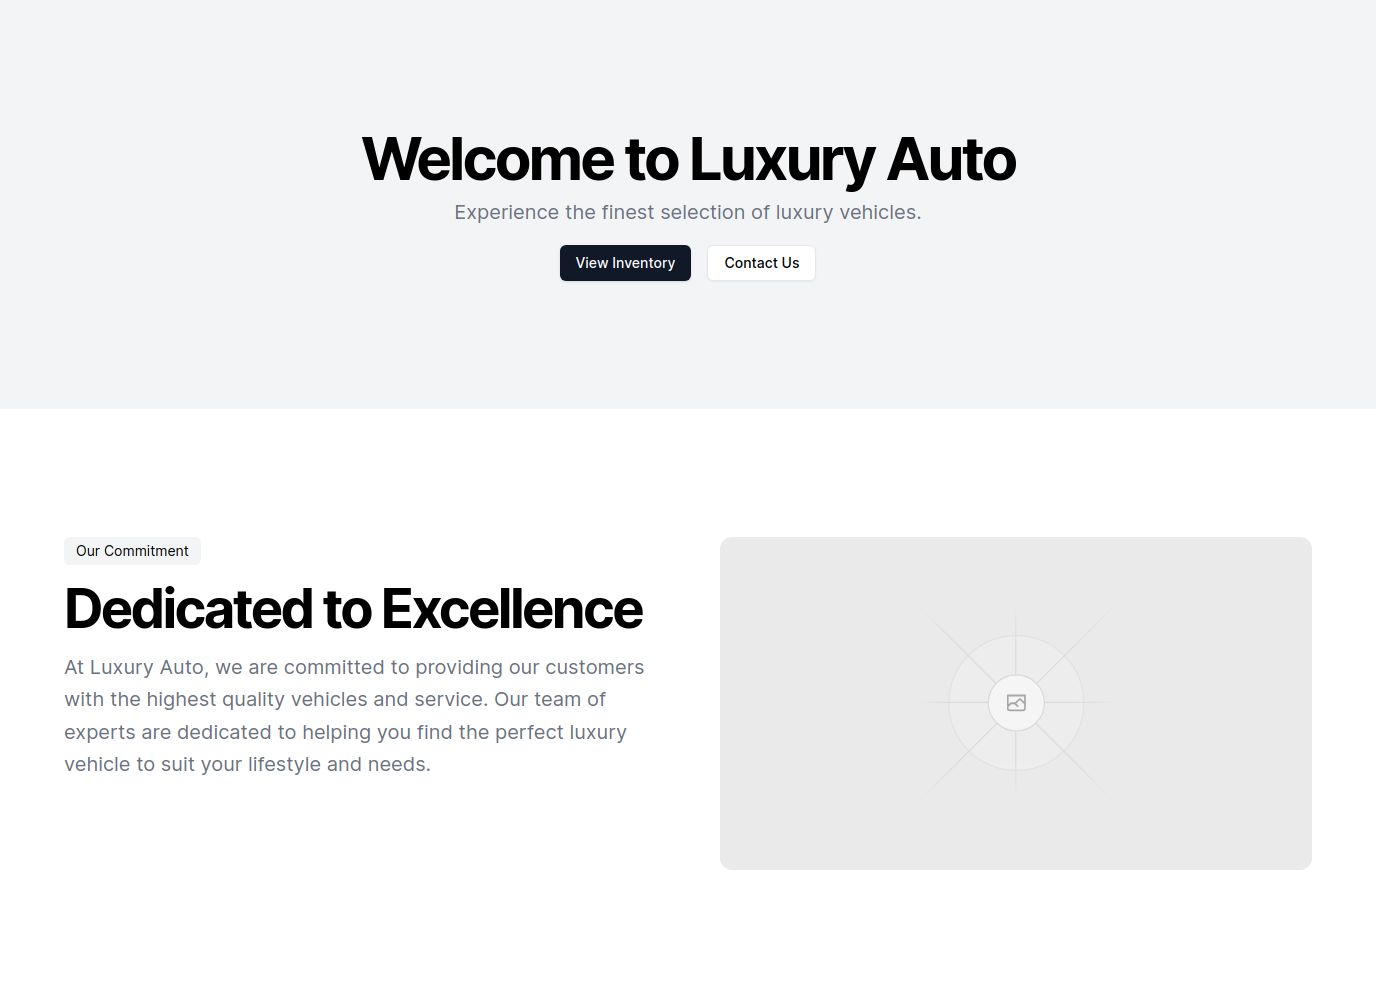 Welcome to Luxury Auto
Experience the finest selection of luxury vehicles.
View Inventory
Contact Us
Our Commitment
Dedicated to Excellence
At Luxury Auto, we are committed to providing our customers
with the highest quality vehicles and service. Our team of
experts are dedicated to helping you find the perfect luxury
vehicle to suit your lifestyle and needs.